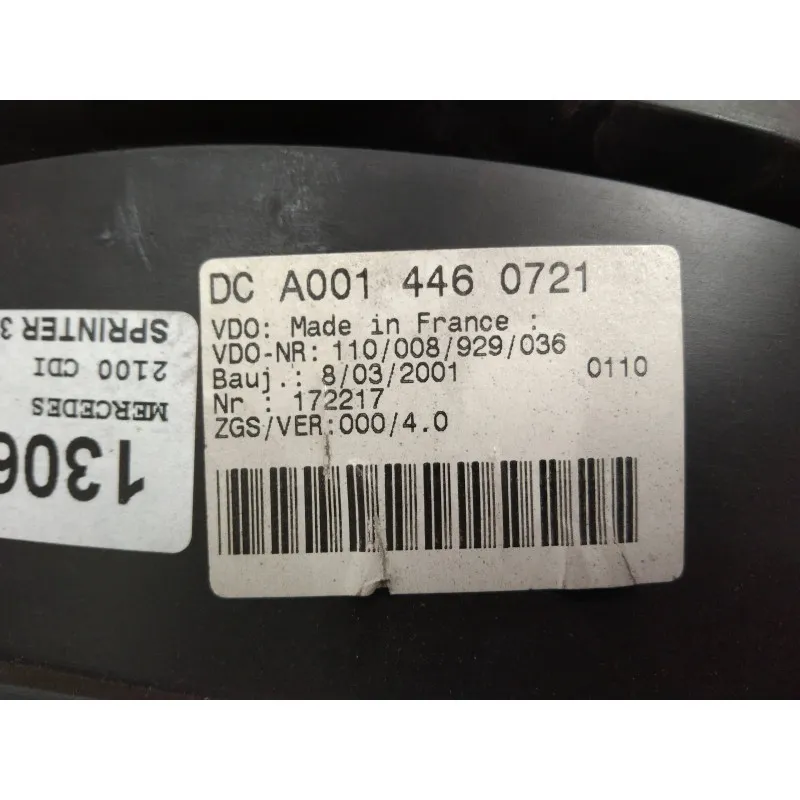 DC A001 446 0721
VDO: Made in France :
VDO-NR: 110/008/929/036
Bauj.: 8/03/2001 0110
Nr : 172217
ZGS/VER:000/4.0
1306
MERCEDES
2100 CDI
SPRINTER 3